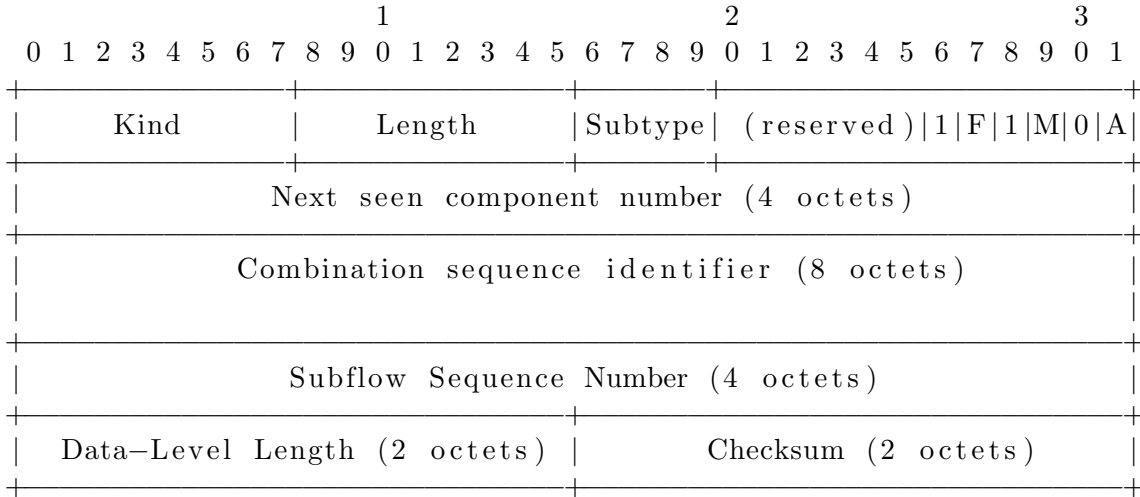 1 2 3
0 1 2 3 4 5 6 7 8 9 0 1 2 3 4 5 6 7 8 9 0 1 2 3 4 5 6 7 8 9 0 1
| Kind | Length |Subtype| (reserved)|1|F|1|M|0|A|
| Next seen component number (4 octets) |
| Combination sequence identifier (8 octets) |
| Subflow Sequence Number (4 octets) |
| Data−Level Length (2 octets) | Checksum (2 octets) |